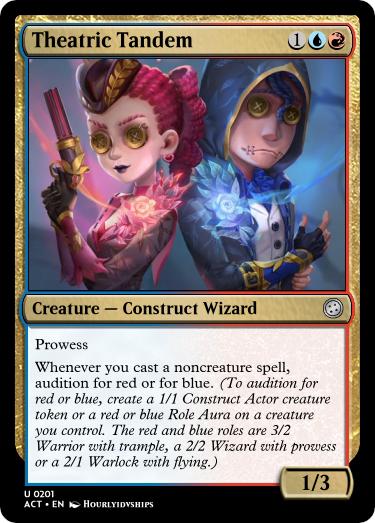 Theatric Tandem 1
Creature — Construct Wizard
Prowess
Whenever you cast a noncreature spell,
audition for red or for blue. (To audition for
red or blue, create a 1/1 Construct Actor creature
token or a red or blue Role Aura on a creature
you control. The red and blue roles are 3/2
Warrior with trample, a 2/2 Wizard with prowess
or a 2/1 Warlock with flying.)
1/3
U 0201
ACT • EN HOURLYIDVSHIPS